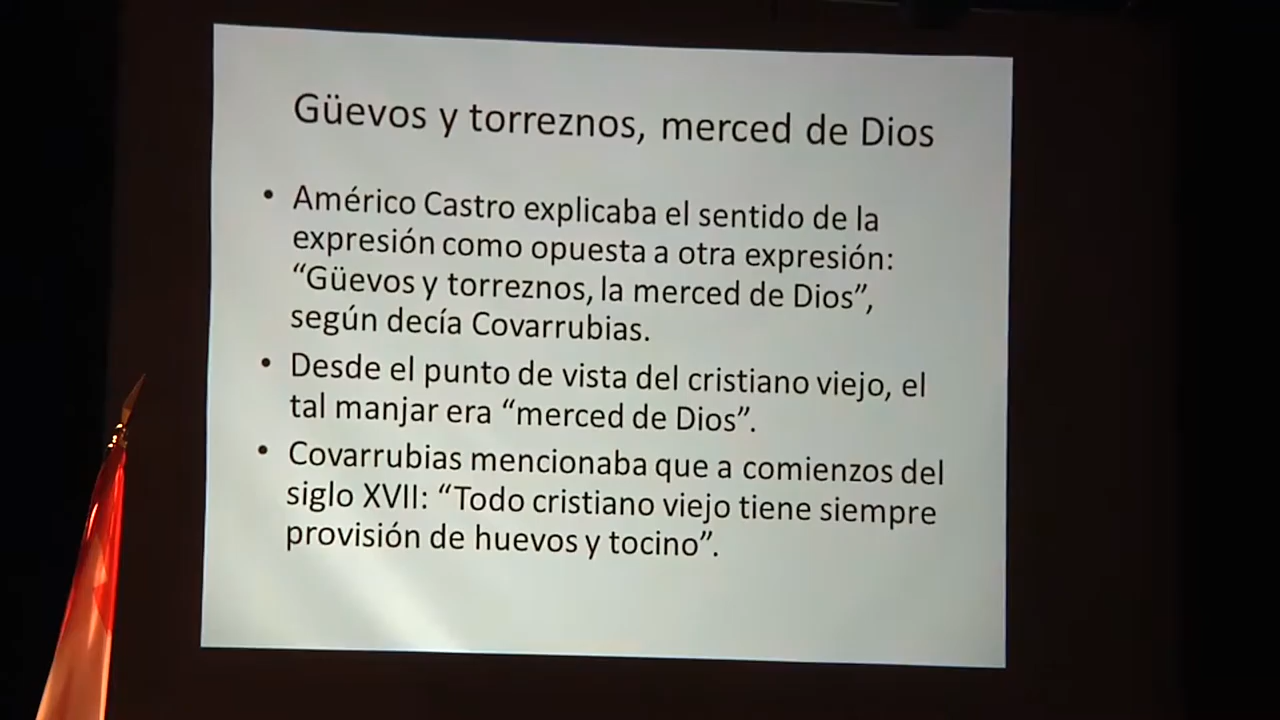 Güevos y torreznos, merced de Dios
• Américo Castro explicaba el sentido de la
expresión como opuesta a otra expresión:
“Güevos y torreznos, la merced de Dios”,
según decía Covarrubias.
• Desde el punto de vista del cristiano viejo, el
tal manjar era “merced de Dios”.
• Covarrubias mencionaba que a comienzos del
siglo XVII: “Todo cristiano viejo tiene siempre
provisión de huevos y tocino”.